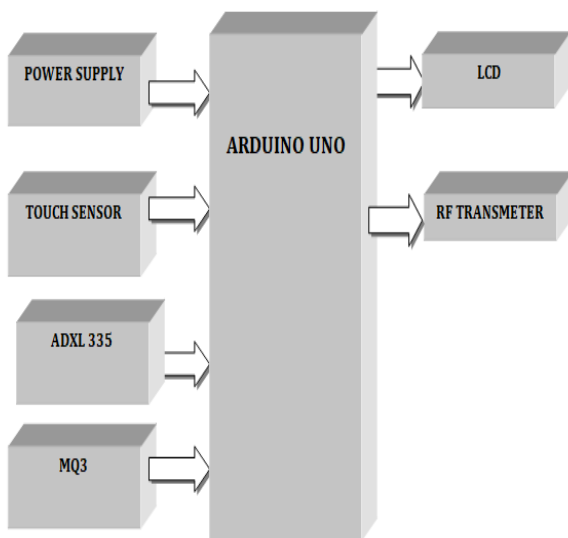 POWER SUPPLY
TOUCH SENSOR
ADXL 335
MQ3
ARDUINO UNO
LCD
RF TRANSMETER